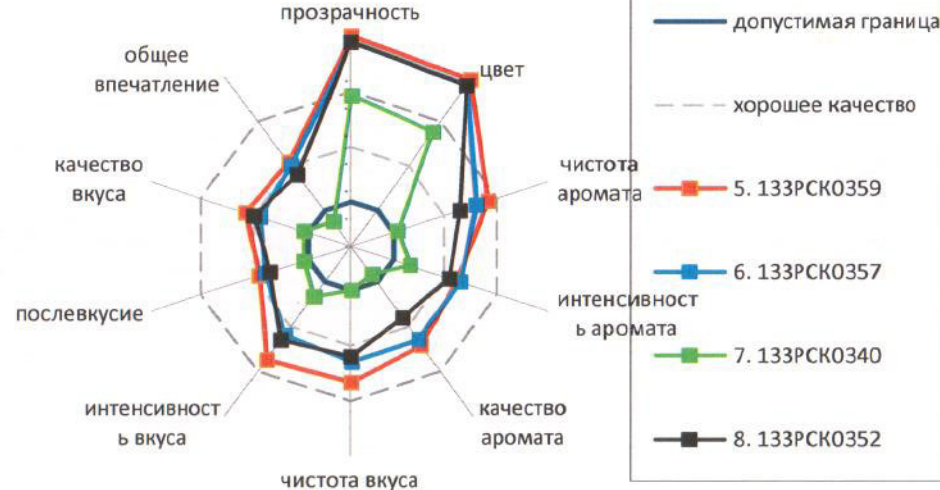 прозрачность
цвет
чистота
аромата
интенсивност
ь аромата
качество
аромата
чистота вкуса
интенсивност
ь вкуса
послевкусие
качество
вкуса
общее
впечатление
допустимая граница
хорошее качество
5. 133РСК0359
6. 133РСК0357
7. 133РСК0340
8. 133РСК0352